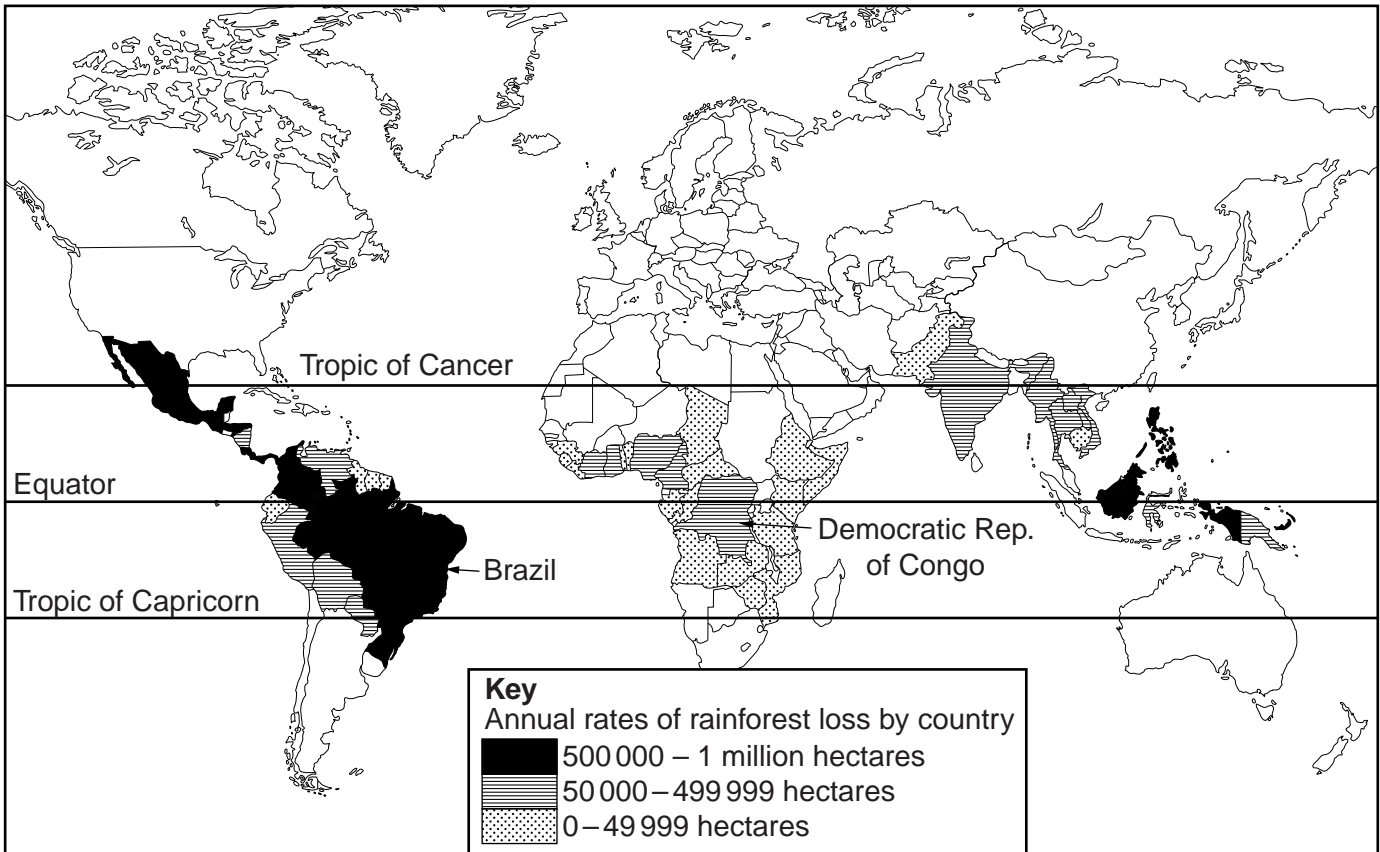 Tropic of Cancer
Equator
Democratic Rep.
of Congo
Brazil
Tropic of Capricorn
Key
Annual rates of rainforest loss by country
500 000 – 1 million hectares
50 000 – 499 999 hectares
0 – 49 999 hectares